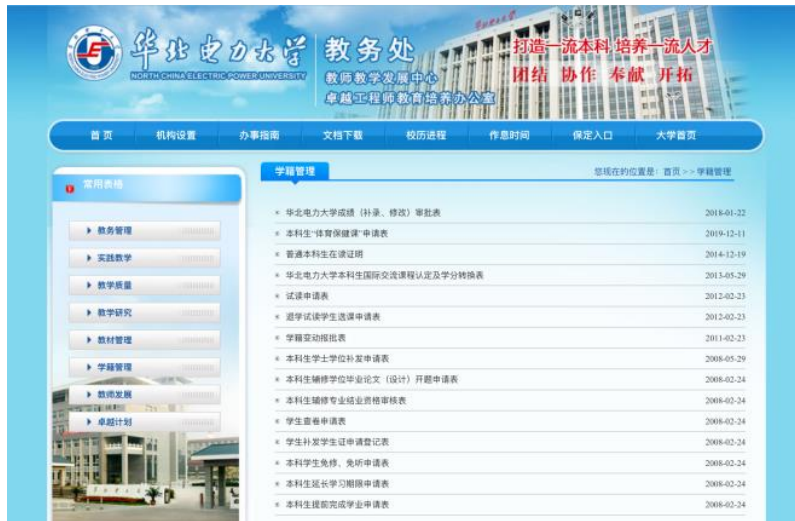 华北电力大学
NORTH CHINA ELECTRIC POWER UNIVERSITY
教务处
教师教学发展中心
卓越工程师教育培养办公室
打造一流本科 培养一流人才
团结 协作 奉献 开拓
首页 机构设置 办事指南 文档下载 校历进程 作息时间 保定入口 大学首页
常用表格
教务管理
实践教学
教学质量
教学研究
教材管理
学籍管理
教师发展
卓越计划
学籍管理
您现在的位置是：首页>>学籍管理
华北电力大学成绩（补录、修改）审批表 2018-01-22
本科生“体育保健课”申请表 2019-12-11
普通本科生在读证明 2014-12-19
华北电力大学本科生国际交流课程认定及学分转换表 2013-05-29
试读申请表 2012-02-23
退学试读学生选课申请表 2012-02-23
学籍变动报批表 2011-02-23
本科生学士学位补发申请表 2008-05-29
本科生辅修学位毕业论文（设计）开题申请表 2008-02-24
本科生辅修专业结业资格审核表 2008-02-24
学生查卷申请表 2008-02-24
学生补发学生证申请登记表 2008-02-24
本科学生免修、免听申请表 2008-02-24
本科生延长学习期限申请表 2008-02-24
本科生提前完成学业申请表 2008-02-24